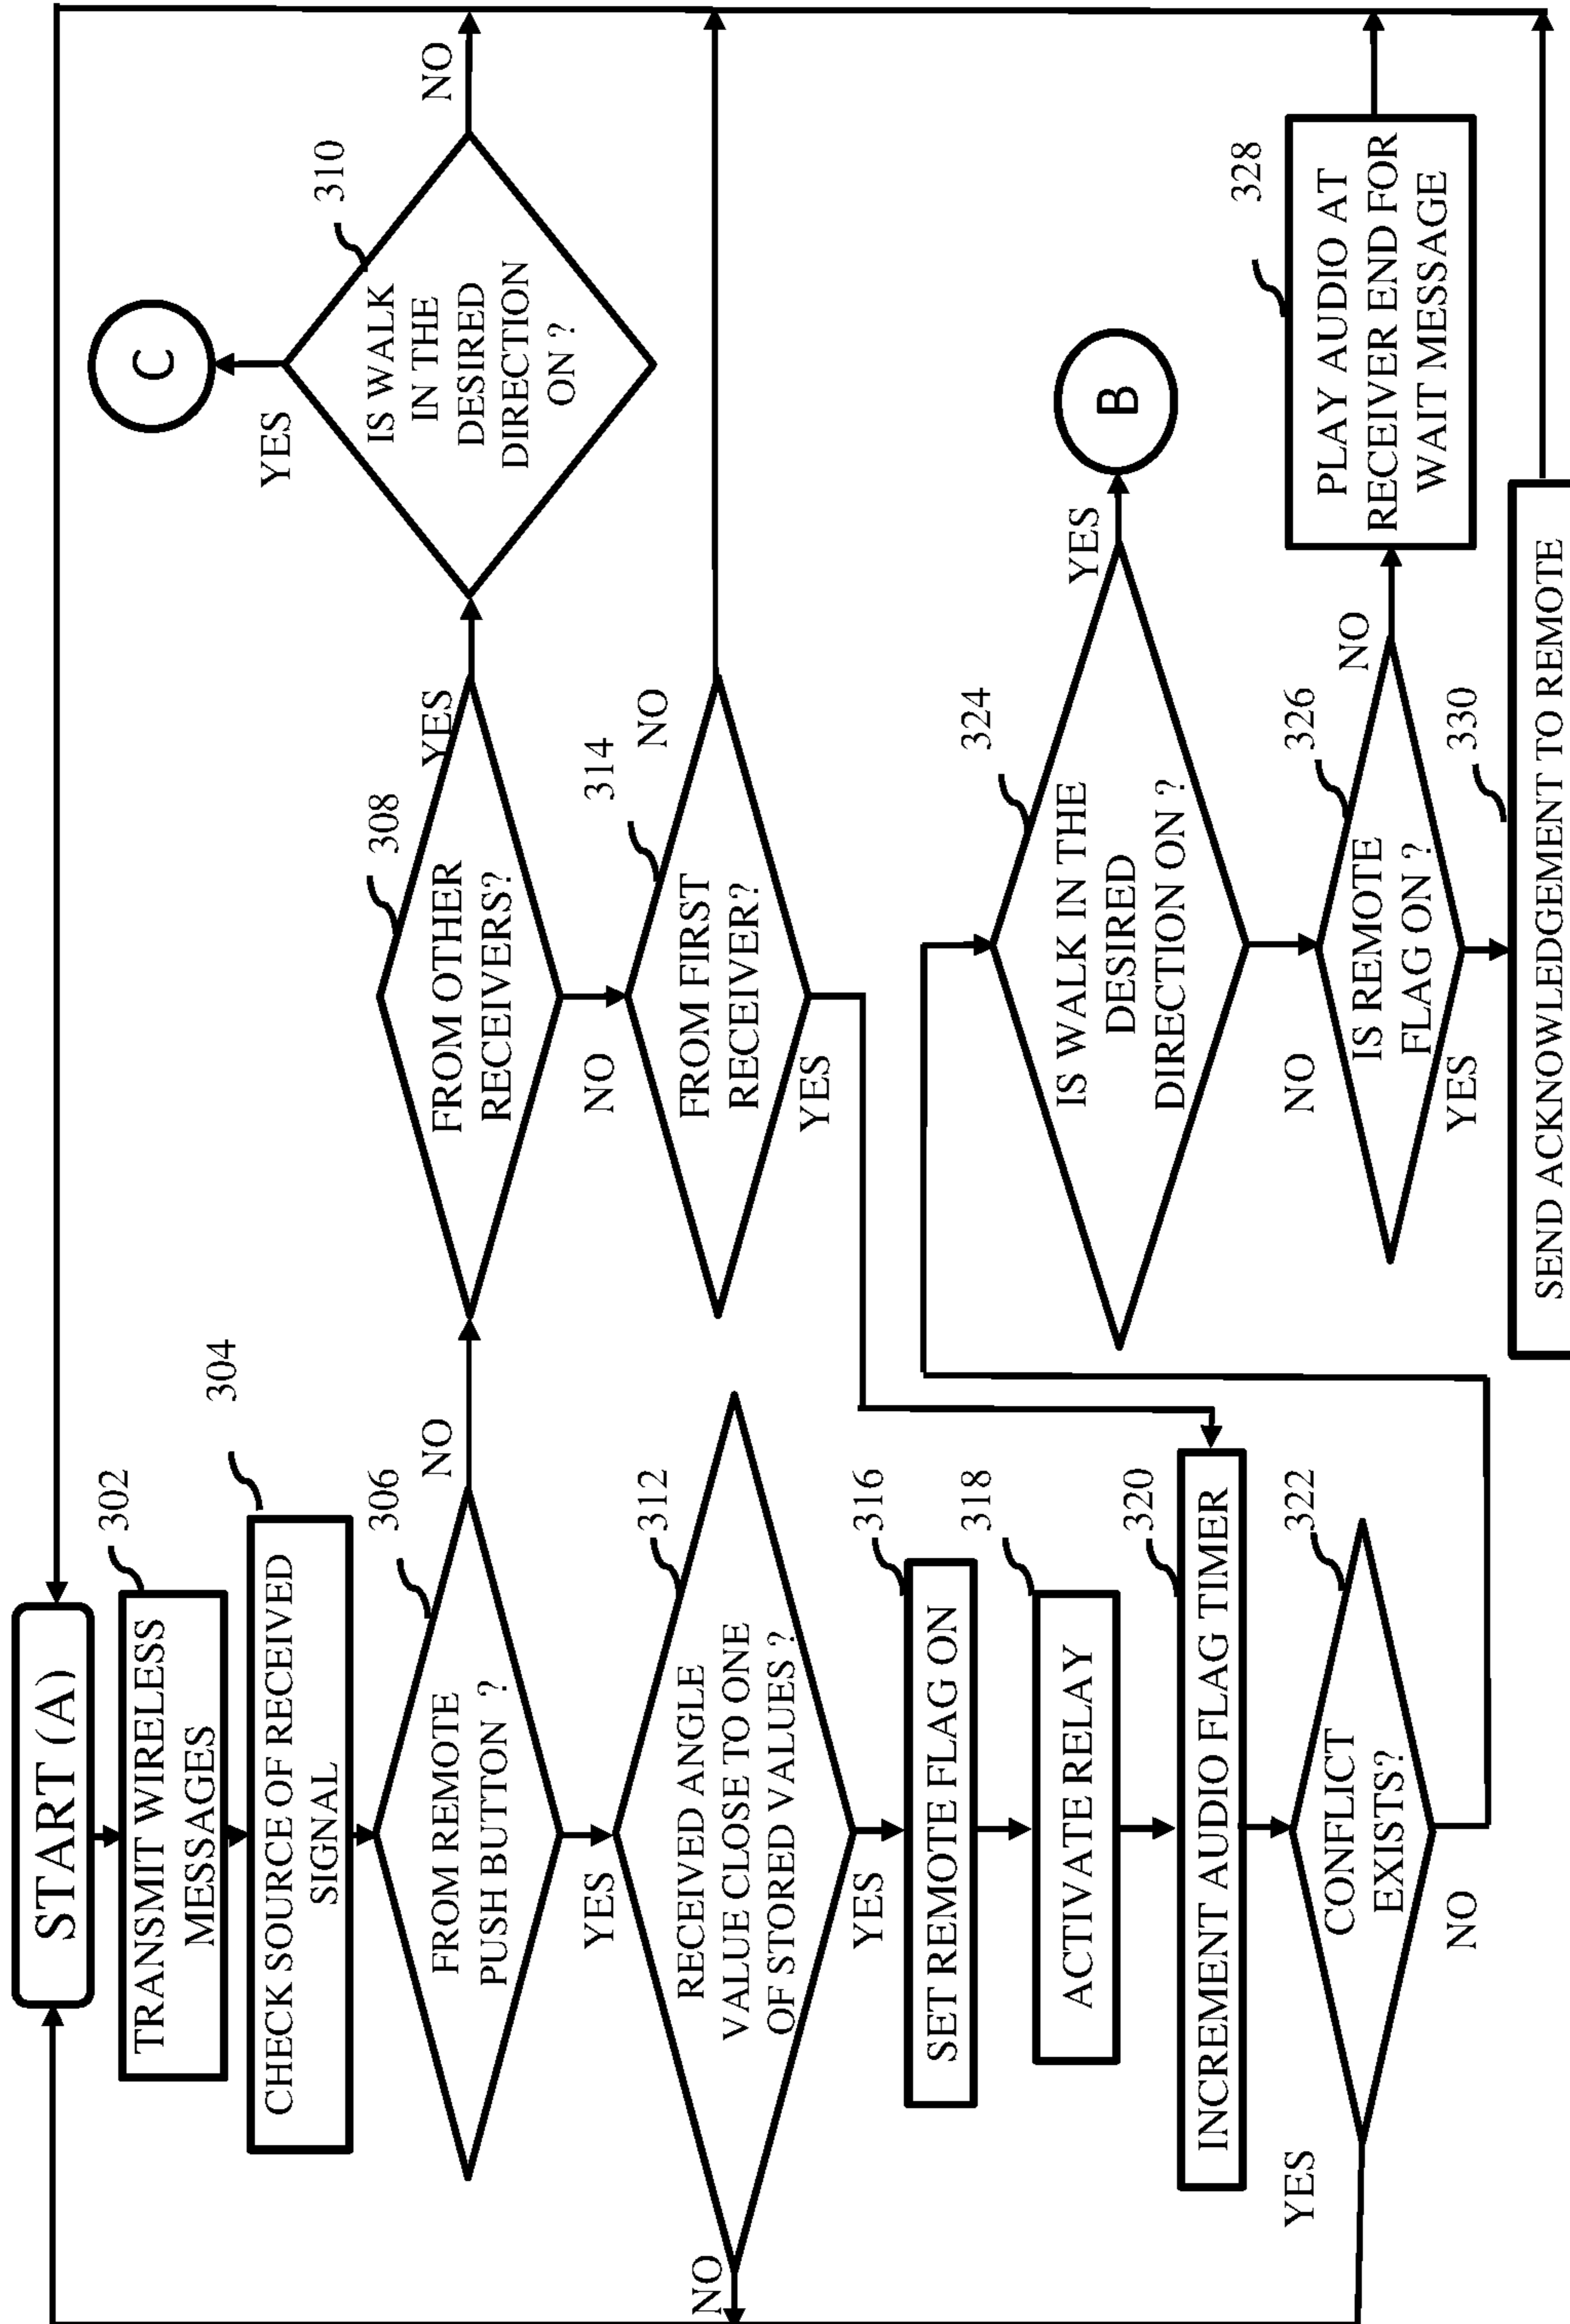 START (A)
302
TRANSMIT WIRELESS
MESSAGES
304
CHECK SOURCE OF RECEIVED
SIGNAL
306
FROM REMOTE
PUSH BUTTON ?
NO
YES
308
FROM OTHER
RECEIVERS?
YES
NO
310
IS WALK
IN THE
DESIRED
DIRECTION
ON ?
YES
NO
C
312
RECEIVED ANGLE
VALUE CLOSE TO ONE
OF STORED VALUES ?
NO
YES
314
FROM FIRST
RECEIVER?
NO
YES
316
SET REMOTE FLAG ON
318
ACTIVATE RELAY
320
INCREMENT AUDIO FLAG TIMER
322
CONFLICT
EXISTS?
YES
NO
324
IS WALK IN THE
DESIRED
DIRECTION ON ?
YES
NO
B
326
IS REMOTE
FLAG ON ?
NO
YES
328
PLAY AUDIO AT
RECEIVER END FOR
WAIT MESSAGE
330
SEND ACKNOWLEDGEMENT TO REMOTE